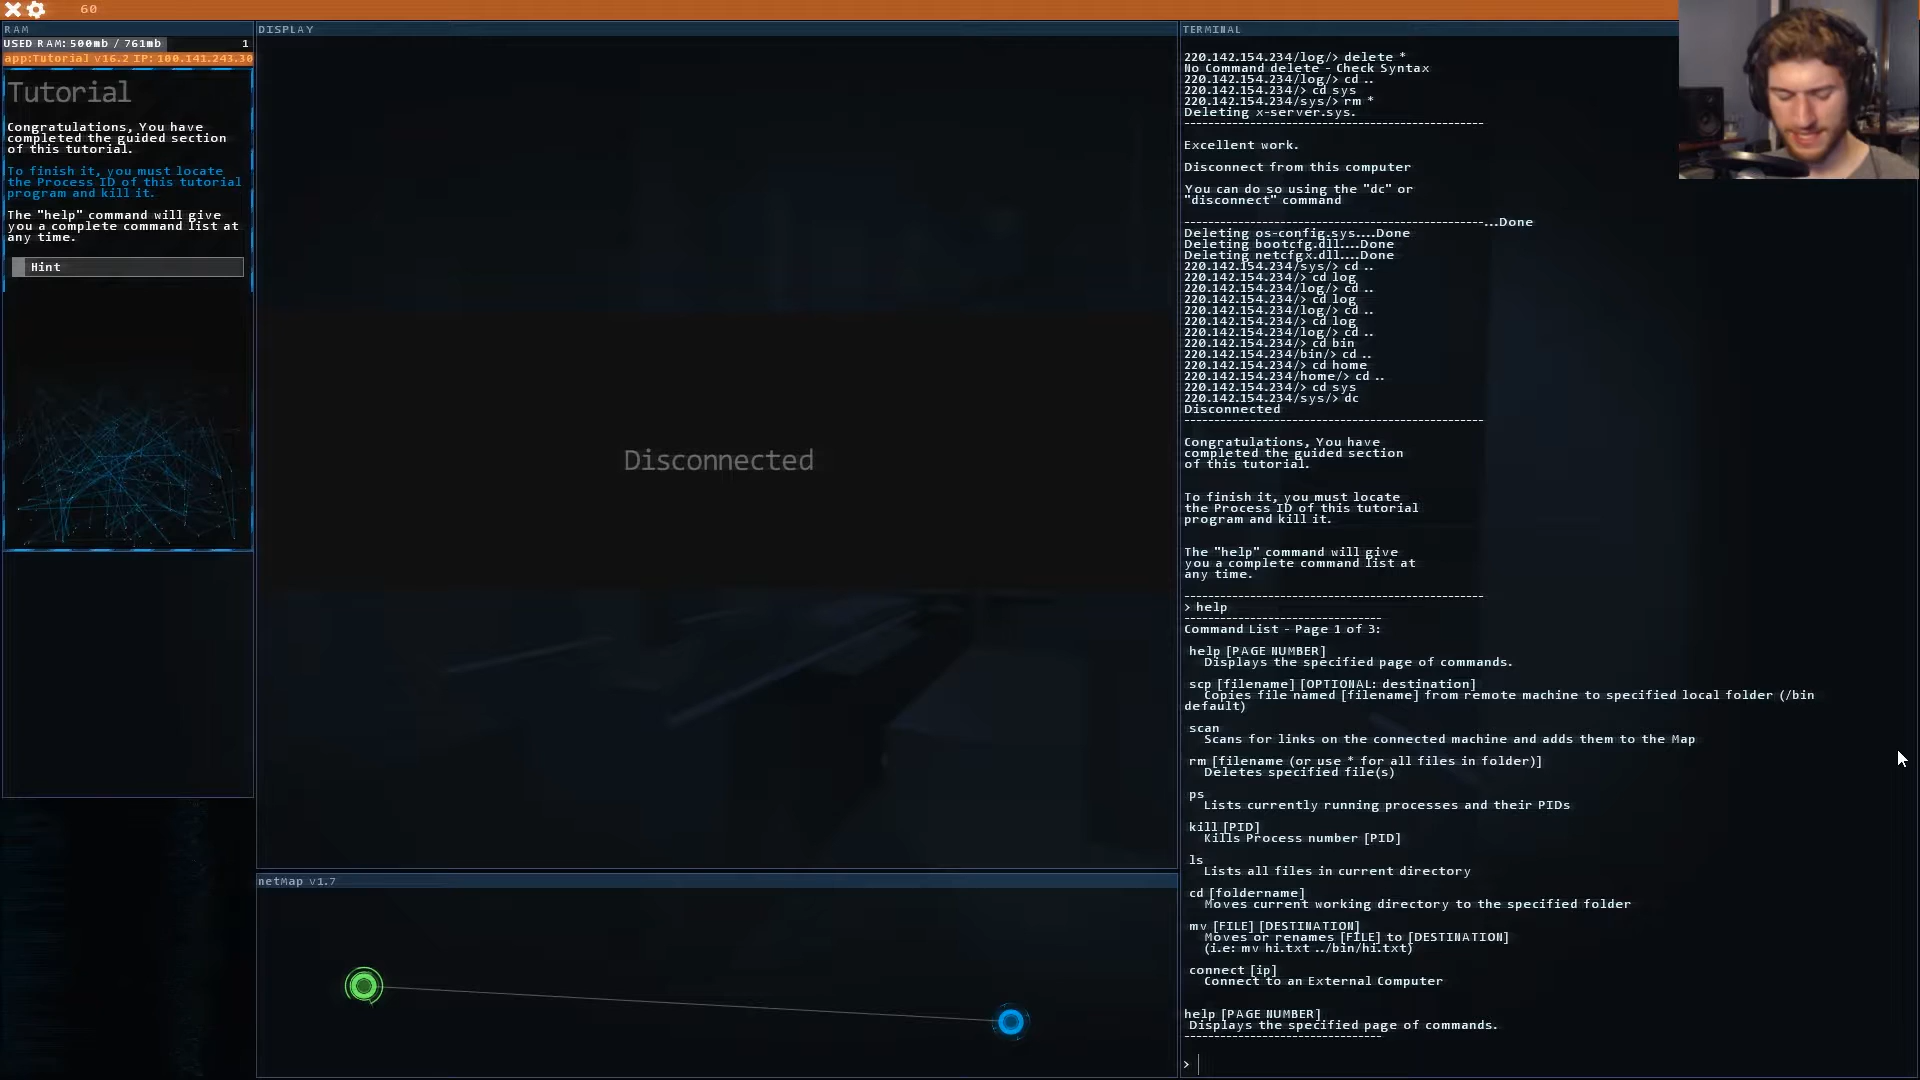 60
RAM
USED RAM: 500mb / 761mb 1
app:Tutorial v16.2 IP:100.141.243.30
Tutorial
Congratulations, You have
completed the guided section
of this tutorial.
To finish it, you must locate
the Process ID of this tutorial
program and kill it.
The "help" command will give
you a complete command list at
any time.
Hint
DISPLAY
Disconnected
netMap v1.7
TERMINAL
220.142.154.234/log/> delete *
No Command delete - Check Syntax
220.142.154.234/log/> cd ..
220.142.154.234/> cd sys
220.142.154.234/sys/> rm *
Deleting x-server.sys.
--------------------------------------------------
Excellent work.
Disconnect from this computer
You can do so using the "dc" or
"disconnect" command
--------------------------------------------------...Done
Deleting os-config.sys....Done
Deleting bootcfg.dll....Done
Deleting netcfgx.dll....Done
220.142.154.234/sys/> cd ..
220.142.154.234/> cd log
220.142.154.234/log/> cd ..
220.142.154.234/> cd log
220.142.154.234/log/> cd ..
220.142.154.234/> cd log
220.142.154.234/log/> cd ..
220.142.154.234/> cd bin
220.142.154.234/bin/> cd ..
220.142.154.234/> cd home
220.142.154.234/home/> cd ..
220.142.154.234/> cd sys
220.142.154.234/sys/> dc
Disconnected
--------------------------------------------------
Congratulations, You have
completed the guided section
of this tutorial.
To finish it, you must locate
the Process ID of this tutorial
program and kill it.
The "help" command will give
you a complete command list at
any time.
--------------------------------------------------
> help
---------------------------------
Command List - Page 1 of 3:
help [PAGE NUMBER]
Displays the specified page of commands.
scp [filename] [OPTIONAL: destination]
Copies file named [filename] from remote machine to specified local folder (/bin
default)
scan
Scans for links on the connected machine and adds them to the Map
rm [filename (or use * for all files in folder)]
Deletes specified file(s)
ps
Lists currently running processes and their PIDs
kill [PID]
Kills Process number [PID]
ls
Lists all files in current directory
cd [foldername]
Moves current working directory to the specified folder
mv [FILE] [DESTINATION]
Moves or renames [FILE] to [DESTINATION]
(i.e: mv hi.txt ../bin/hi.txt)
connect [ip]
Connect to an External Computer
help [PAGE NUMBER]
Displays the specified page of commands.
---------------------------------
>